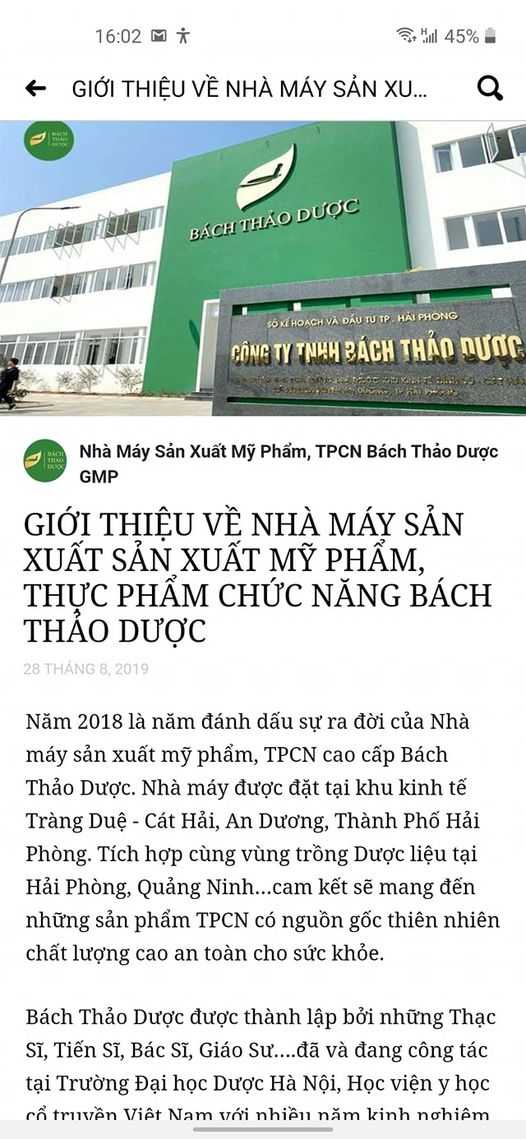 16:02
45%
GIỚI THIỆU VỀ NHÀ MÁY SẢN XU...
BÁCH
THẢO
DƯỢC
BÁCH THẢO DƯỢC
SỞ KẾ HOẠCH VÀ ĐẦU TƯ TP. HẢI PHÒNG
CÔNG TY TNHH BÁCH THẢO DƯỢC
BÁCH
THẢO
DƯỢC
Nhà Máy Sản Xuất Mỹ Phẩm, TPCN Bách Thảo Dược
GMP
GIỚI THIỆU VỀ NHÀ MÁY SẢN
XUẤT SẢN XUẤT MỸ PHẨM,
THỰC PHẨM CHỨC NĂNG BÁCH
THẢO DƯỢC
28 THÁNG 8, 2019
Năm 2018 là năm đánh dấu sự ra đời của Nhà
máy sản xuất mỹ phẩm, TPCN cao cấp Bách
Thảo Dược. Nhà máy được đặt tại khu kinh tế
Tràng Duệ - Cát Hải, An Dương, Thành Phố Hải
Phòng. Tích hợp cùng vùng trồng Dược liệu tại
Hải Phòng, Quảng Ninh...cam kết sẽ mang đến
những sản phẩm TPCN có nguồn gốc thiên nhiên
chất lượng cao an toàn cho sức khỏe.
Bách Thảo Dược được thành lập bởi những Thạc
Sĩ, Tiến Sĩ, Bác Sĩ, Giáo Sư....đã và đang công tác
tại Trường Đại học Dược Hà Nội, Học viện y học
cổ truyền Việt Nam với nhiều năm kinh nghiệm